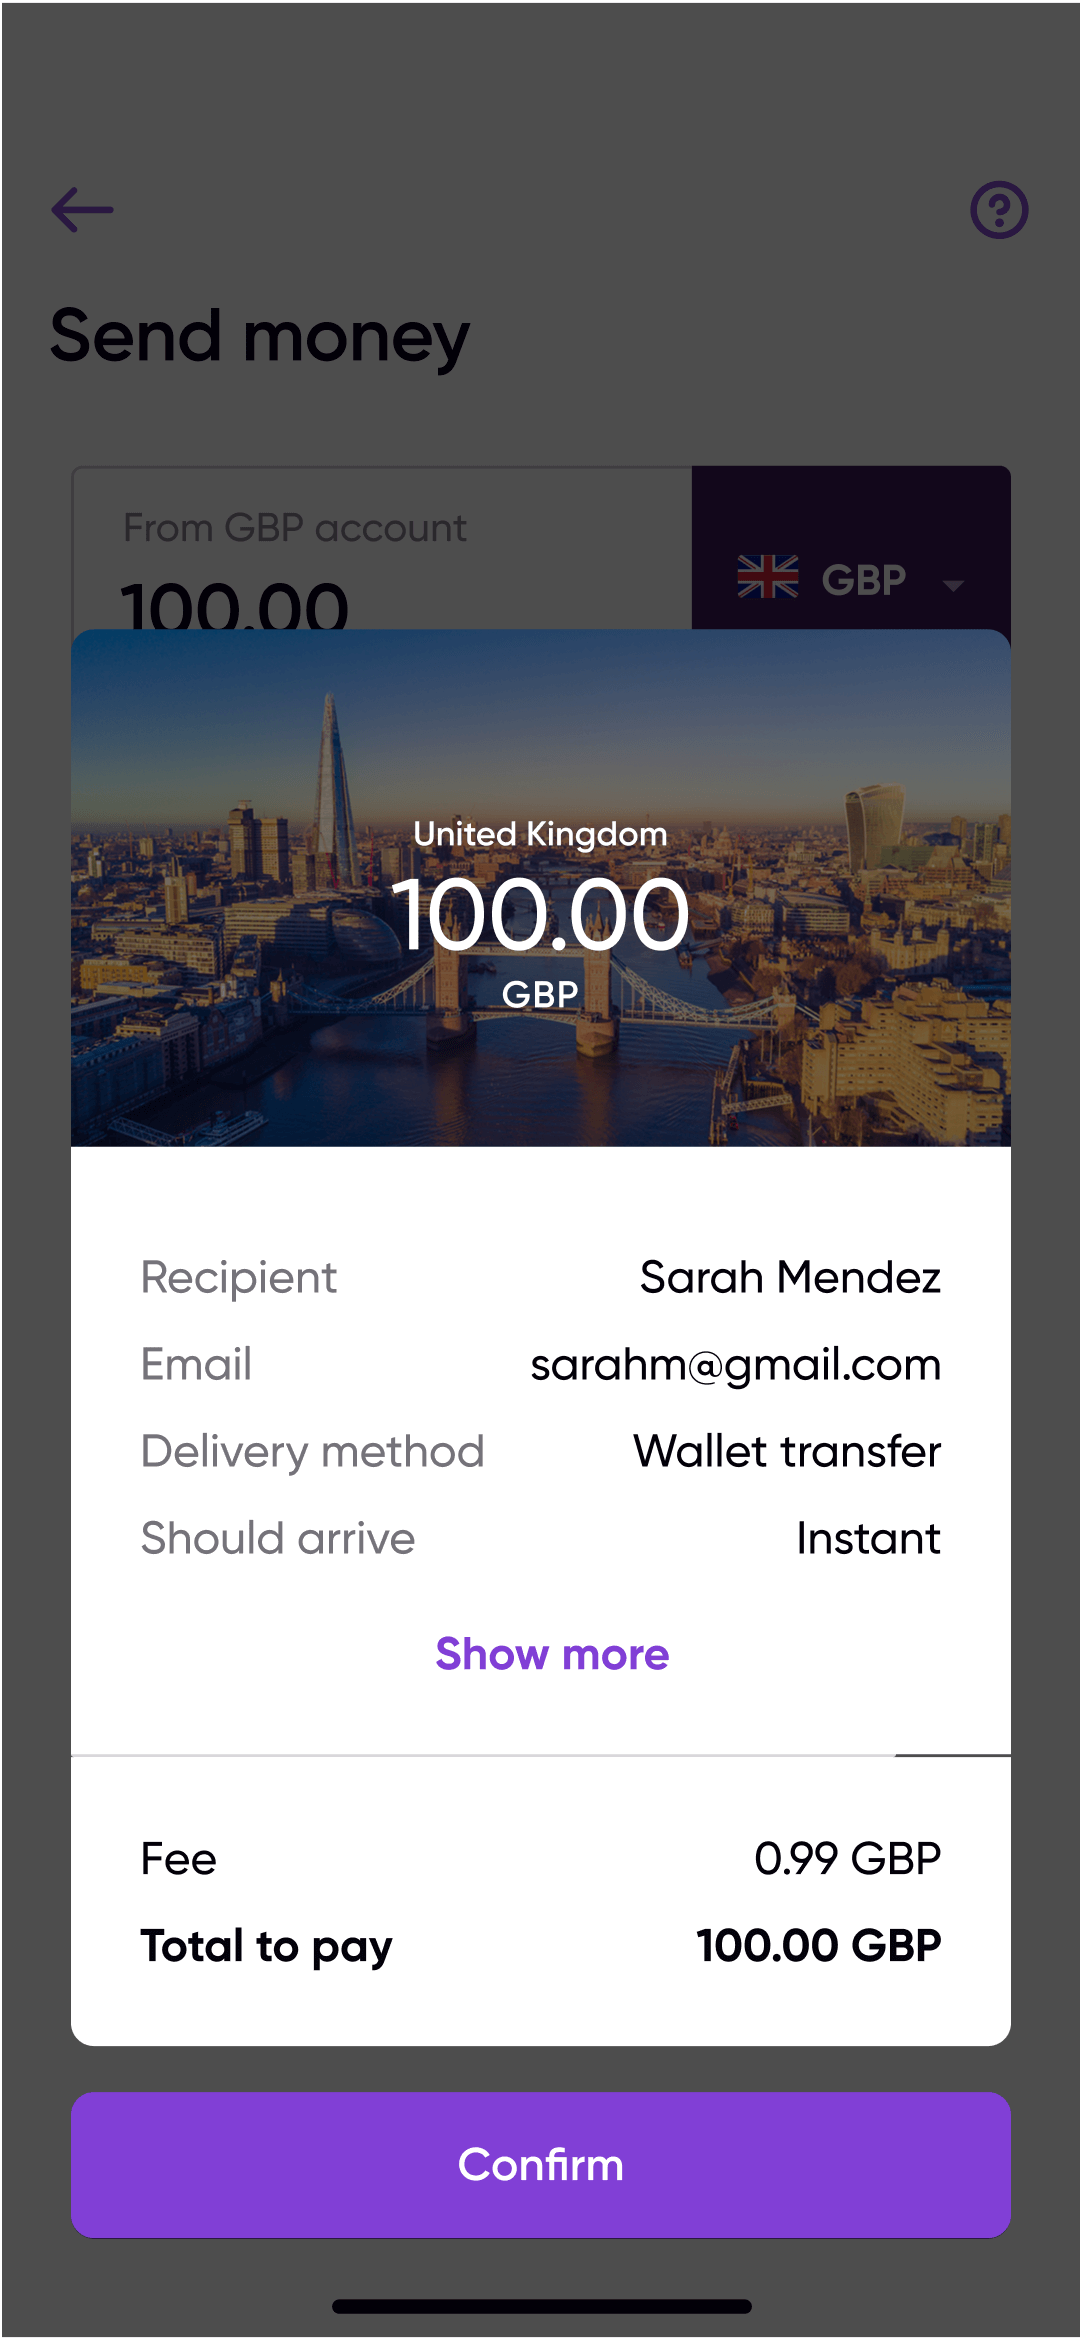 Send money
From GBP account
100.00
GBP
United Kingdom
100.00
GBP
Recipient Sarah Mendez
Email sarahm@gmail.com
Delivery method Wallet transfer
Should arrive Instant
Show more
Fee 0.99 GBP
Total to pay 100.00 GBP
Confirm